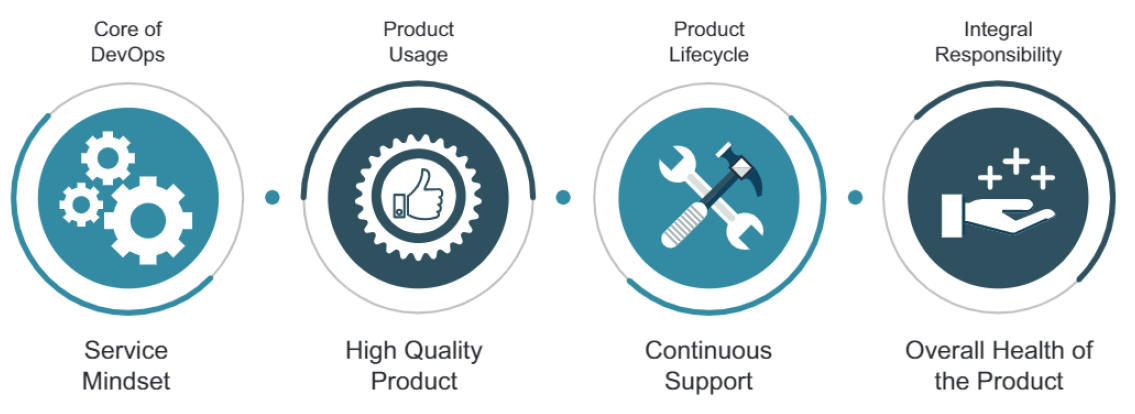 Core of
DevOps
Product
Usage
Product
Lifecycle
Integral
Responsibility
Service
Mindset
High Quality
Product
Continuous
Support
Overall Health of
the Product